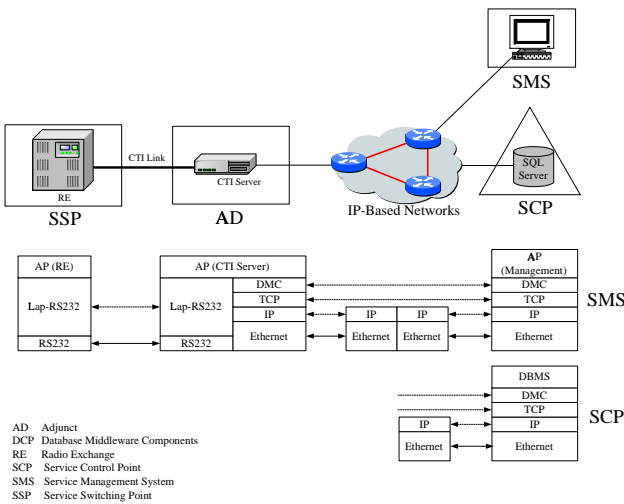 SMS
CTI Link
SQL
Server
CTI Server
RE
SSP
AD
IP-Based Networks
SCP
AP (RE)
AP (CTI Server)
AP
(Management)
Lap-RS232
Lap-RS232
DMC
DMC
TCP
TCP
SMS
IP
IP
IP
IP
Ethernet
Ethernet
Ethernet
Ethernet
RS232
RS232
DBMS
DMC
TCP
SCP
IP
IP
Ethernet
Ethernet
AD Adjunct
DCP Database Middleware Components
RE Radio Exchange
SCP Service Control Point
SMS Service Management System
SSP Service Switching Point